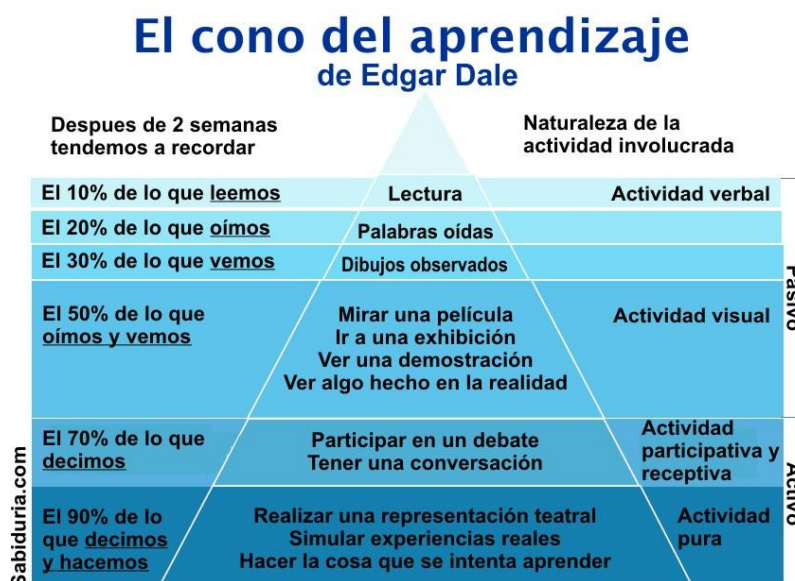 El cono del aprendizaje
de Edgar Dale
Despues de 2 semanas
tendemos a recordar
Naturaleza de la
actividad involucrada
El 10% de lo que leemos
Lectura
Actividad verbal
El 20% de lo que oímos
Palabras oídas
El 30% de lo que vemos
Dibujos observados
El 50% de lo que
oímos y vemos
Mirar una película
Ir a una exhibición
Ver una demostración
Ver algo hecho en la realidad
Actividad visual
Pasivo
El 70% de lo que
decimos
Participar en un debate
Tener una conversación
Actividad
participativa y
receptiva
El 90% de lo
que decimos
y hacemos
Realizar una representación teatral
Simular experiencias reales
Hacer la cosa que se intenta aprender
Actividad
pura
Activo
Sabiduria.com